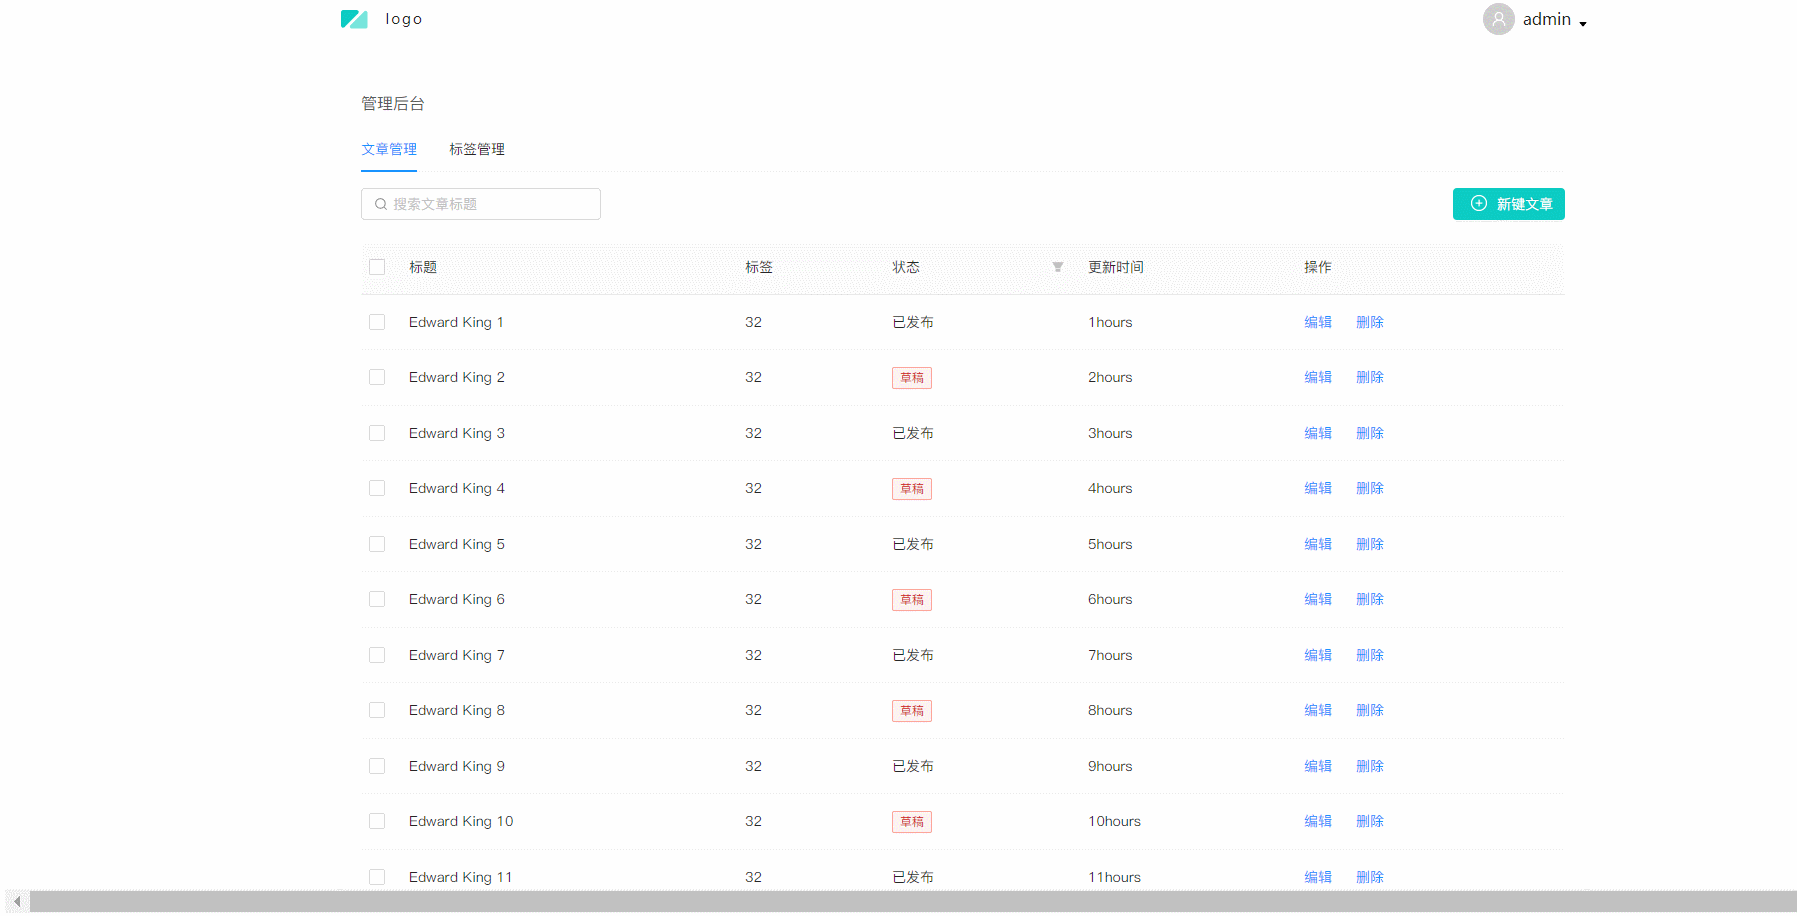 logo admin
管理后台
文章管理 标签管理
搜索文章标题 新键文章
标题 标签 状态 更新时间 操作
Edward King 1 32 已发布 1hours 编辑 删除
Edward King 2 32 草稿 2hours 编辑 删除
Edward King 3 32 已发布 3hours 编辑 删除
Edward King 4 32 草稿 4hours 编辑 删除
Edward King 5 32 已发布 5hours 编辑 删除
Edward King 6 32 草稿 6hours 编辑 删除
Edward King 7 32 已发布 7hours 编辑 删除
Edward King 8 32 草稿 8hours 编辑 删除
Edward King 9 32 已发布 9hours 编辑 删除
Edward King 10 32 草稿 10hours 编辑 删除
Edward King 11 32 已发布 11hours 编辑 删除